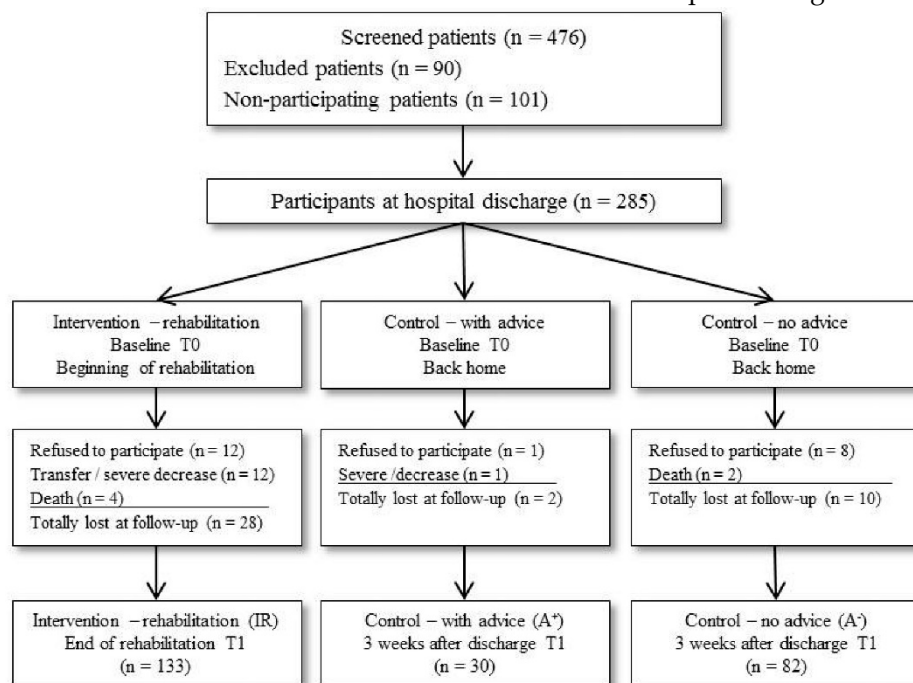 Screened patients (n = 476)
Excluded patients (n = 90)
Non-participating patients (n = 101)
Participants at hospital discharge (n = 285)
Intervention – rehabilitation
Baseline T0
Beginning of rehabilitation
Control – with advice
Baseline T0
Back home
Control – no advice
Baseline T0
Back home
Refused to participate (n = 12)
Transfer / severe decrease (n = 12)
Death (n = 4)
Totally lost at follow-up (n = 28)
Refused to participate (n = 1)
Severe /decrease (n = 1)
Totally lost at follow-up (n = 2)
Refused to participate (n = 8)
Death (n = 2)
Totally lost at follow-up (n = 10)
Intervention – rehabilitation (IR)
End of rehabilitation T1
(n = 133)
Control – with advice (A⁺)
3 weeks after discharge T1
(n = 30)
Control – no advice (A⁻)
3 weeks after discharge T1
(n = 82)